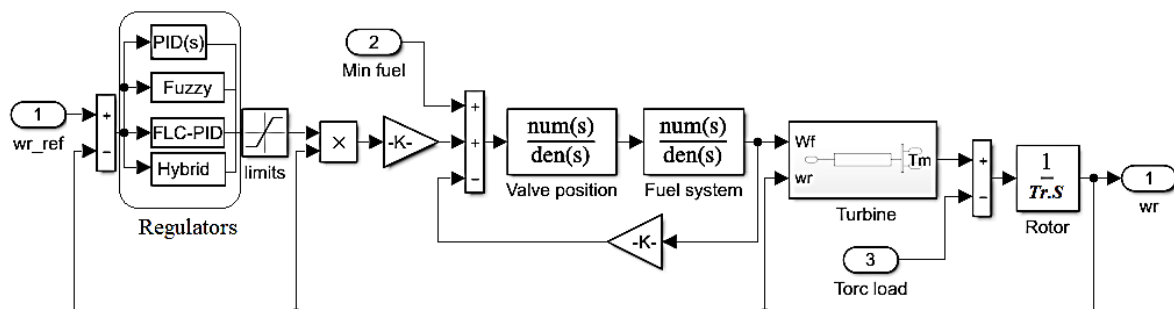 1
wr_ref
+
−
PID(s)
Fuzzy
FLC-PID
Hybrid
Regulators
limits
×
-K-
2
Min fuel
+
+
−
num(s)
den(s)
Valve position
num(s)
den(s)
Fuel system
-K-
Wf
wr
Tm
Turbine
3
Torc load
+
−
1
Tr.S
Rotor
1
wr